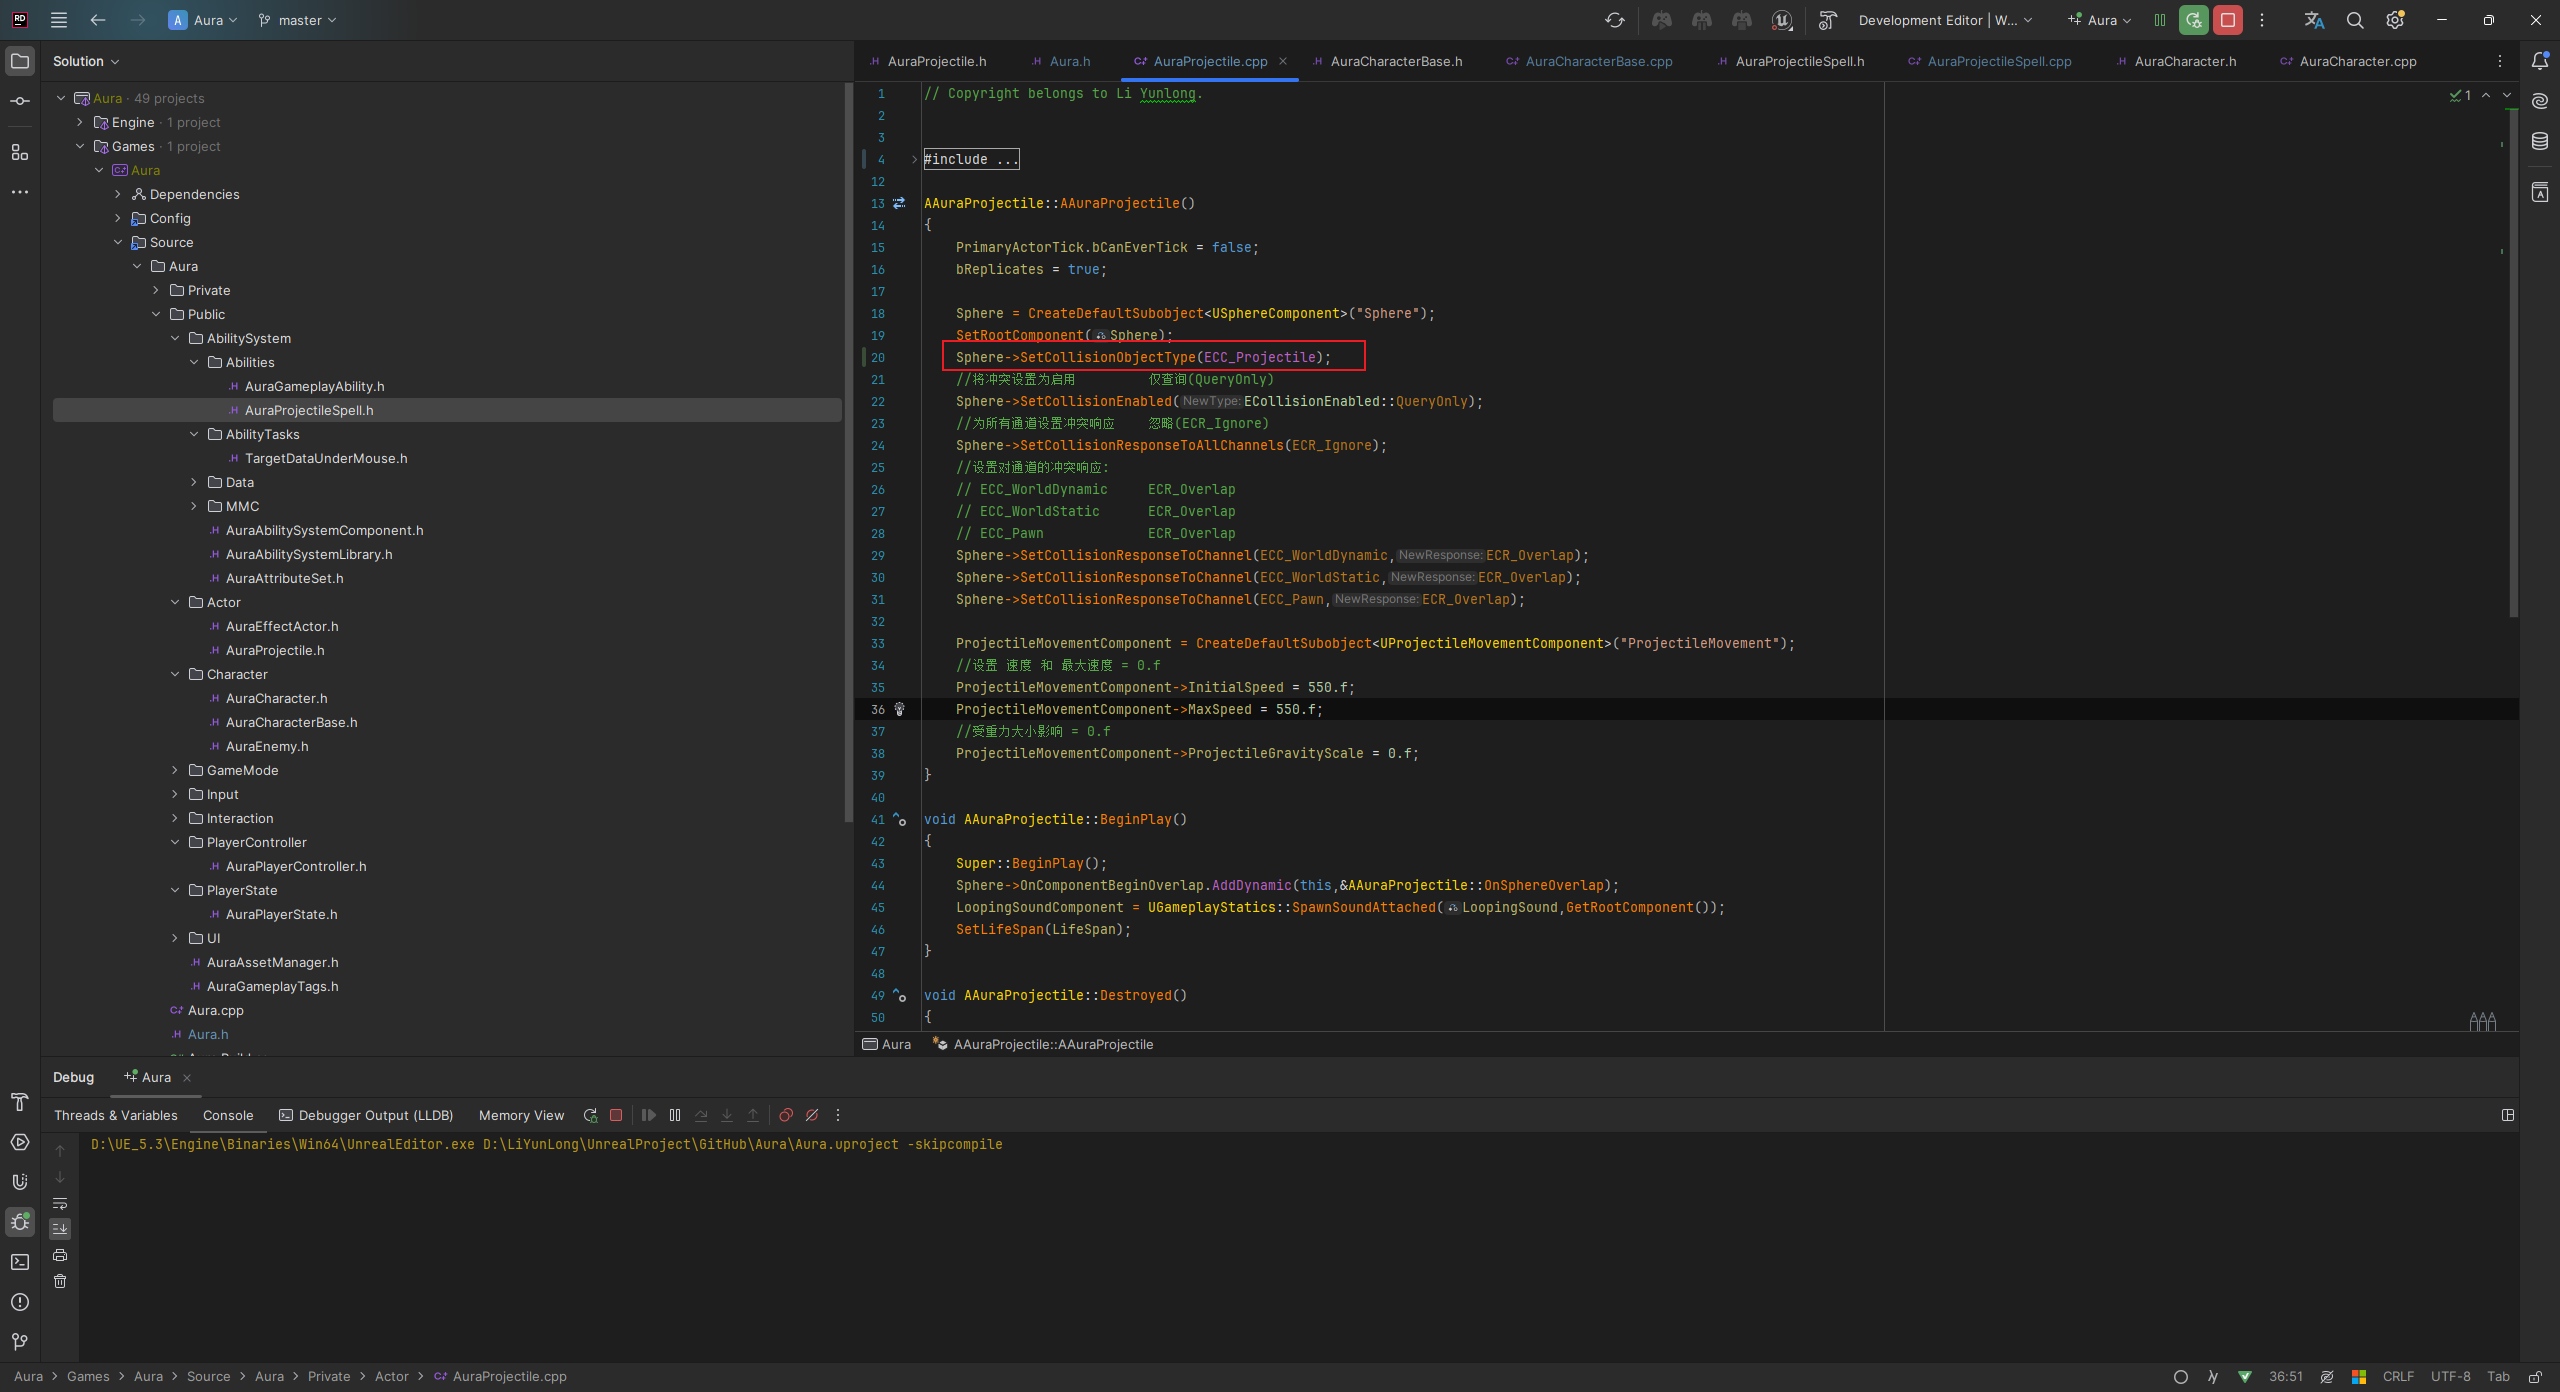 RD
A Aura
master
Development Editor | W...
Aura
Solution
AuraProjectile.h
Aura.h
AuraProjectile.cpp
AuraCharacterBase.h
AuraCharacterBase.cpp
AuraProjectileSpell.h
AuraProjectileSpell.cpp
AuraCharacter.h
AuraCharacter.cpp
Aura · 49 projects
Engine · 1 project
Games · 1 project
Aura
Dependencies
Config
Source
Aura
Private
Public
AbilitySystem
Abilities
AuraGameplayAbility.h
AuraProjectileSpell.h
AbilityTasks
TargetDataUnderMouse.h
Data
MMC
AuraAbilitySystemComponent.h
AuraAbilitySystemLibrary.h
AuraAttributeSet.h
Actor
AuraEffectActor.h
AuraProjectile.h
Character
AuraCharacter.h
AuraCharacterBase.h
AuraEnemy.h
GameMode
Input
Interaction
PlayerController
AuraPlayerController.h
PlayerState
AuraPlayerState.h
UI
AuraAssetManager.h
AuraGameplayTags.h
Aura.cpp
Aura.h
1 // Copyright belongs to Li Yunlong.
2
3
4 #include ...
12
13 AAuraProjectile::AAuraProjectile()
14 {
15 PrimaryActorTick.bCanEverTick = false;
16 bReplicates = true;
17
18 Sphere = CreateDefaultSubobject<USphereComponent>("Sphere");
19 SetRootComponent(Sphere);
20 Sphere->SetCollisionObjectType(ECC_Projectile);
21 //将冲突设置为启用 仅查询(QueryOnly)
22 Sphere->SetCollisionEnabled(NewType:ECollisionEnabled::QueryOnly);
23 //为所有通道设置冲突响应 忽略(ECR_Ignore)
24 Sphere->SetCollisionResponseToAllChannels(ECR_Ignore);
25 //设置对通道的冲突响应:
26 // ECC_WorldDynamic ECR_Overlap
27 // ECC_WorldStatic ECR_Overlap
28 // ECC_Pawn ECR_Overlap
29 Sphere->SetCollisionResponseToChannel(ECC_WorldDynamic,NewResponse:ECR_Overlap);
30 Sphere->SetCollisionResponseToChannel(ECC_WorldStatic,NewResponse:ECR_Overlap);
31 Sphere->SetCollisionResponseToChannel(ECC_Pawn,NewResponse:ECR_Overlap);
32
33 ProjectileMovementComponent = CreateDefaultSubobject<UProjectileMovementComponent>("ProjectileMovement");
34 //设置 速度 和 最大速度 = 0.f
35 ProjectileMovementComponent->InitialSpeed = 550.f;
36 ProjectileMovementComponent->MaxSpeed = 550.f;
37 //受重力大小影响 = 0.f
38 ProjectileMovementComponent->ProjectileGravityScale = 0.f;
39 }
40
41 void AAuraProjectile::BeginPlay()
42 {
43 Super::BeginPlay();
44 Sphere->OnComponentBeginOverlap.AddDynamic(this,&AAuraProjectile::OnSphereOverlap);
45 LoopingSoundComponent = UGameplayStatics::SpawnSoundAttached(LoopingSound,GetRootComponent());
46 SetLifeSpan(LifeSpan);
47 }
48
49 void AAuraProjectile::Destroyed()
50 {
1
Aura AAuraProjectile::AAuraProjectile
Debug Aura
Threads & Variables Console Debugger Output (LLDB) Memory View
D:\UE_5.3\Engine\Binaries\Win64\UnrealEditor.exe D:\LiYunLong\UnrealProject\GitHub\Aura\Aura.uproject -skipcompile
Aura > Games > Aura > Source > Aura > Private > Actor > AuraProjectile.cpp
36:51 CRLF UTF-8 Tab